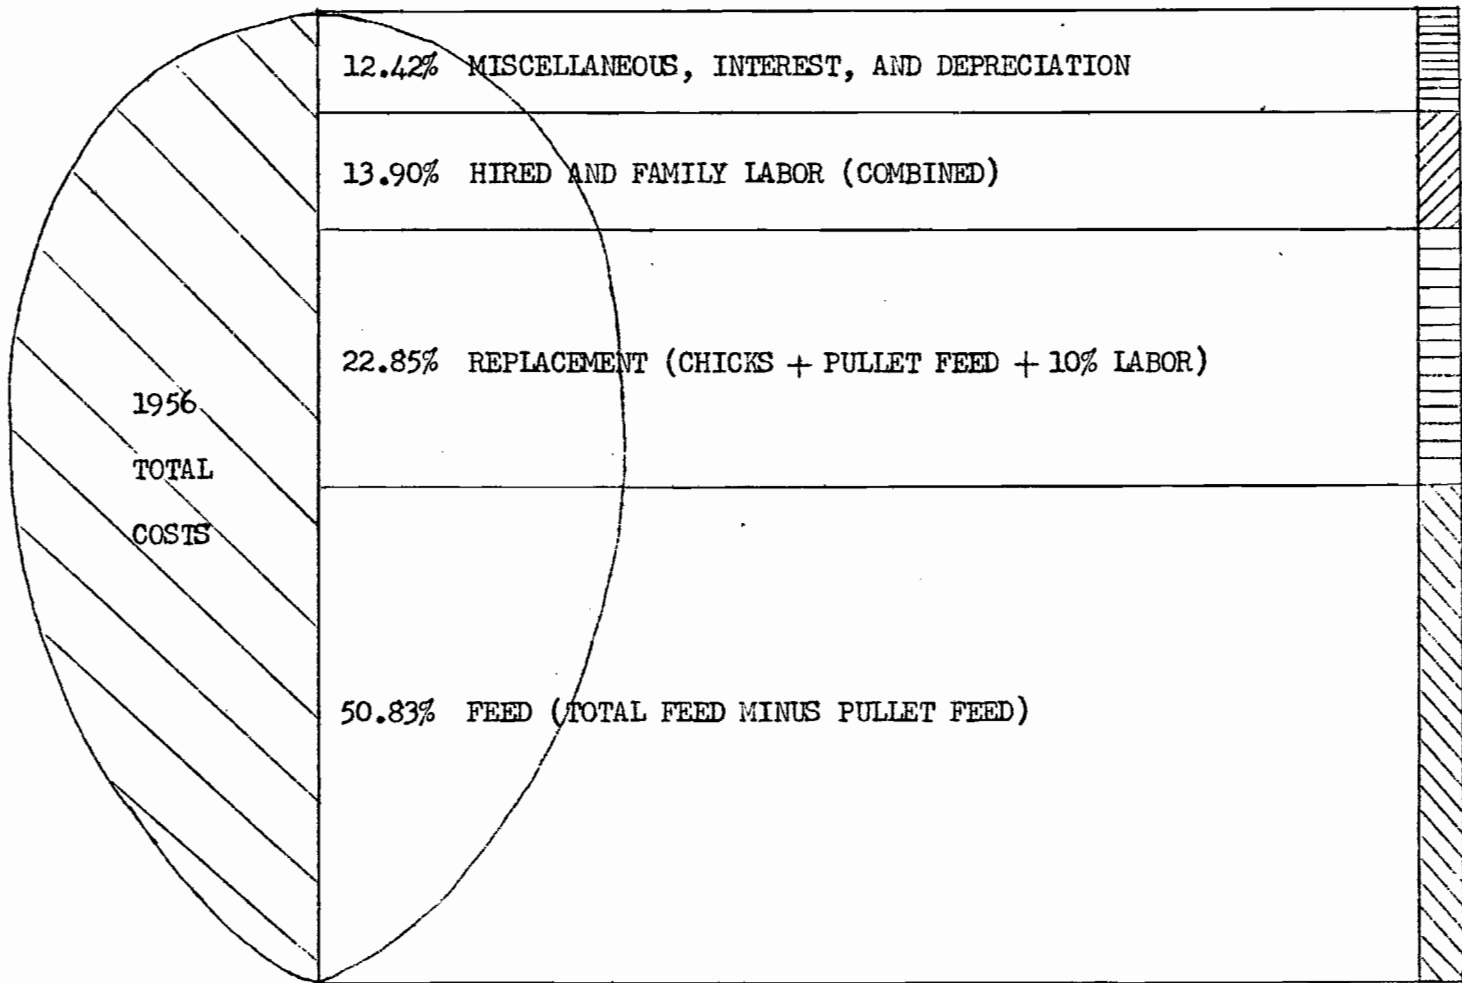 12.42% MISCELLANEOUS, INTEREST, AND DEPRECIATION
13.90% HIRED AND FAMILY LABOR (COMBINED)
22.85% REPLACEMENT (CHICKS + PULLET FEED + 10% LABOR)
1956
TOTAL
COSTS
50.83% FEED (TOTAL FEED MINUS PULLET FEED)